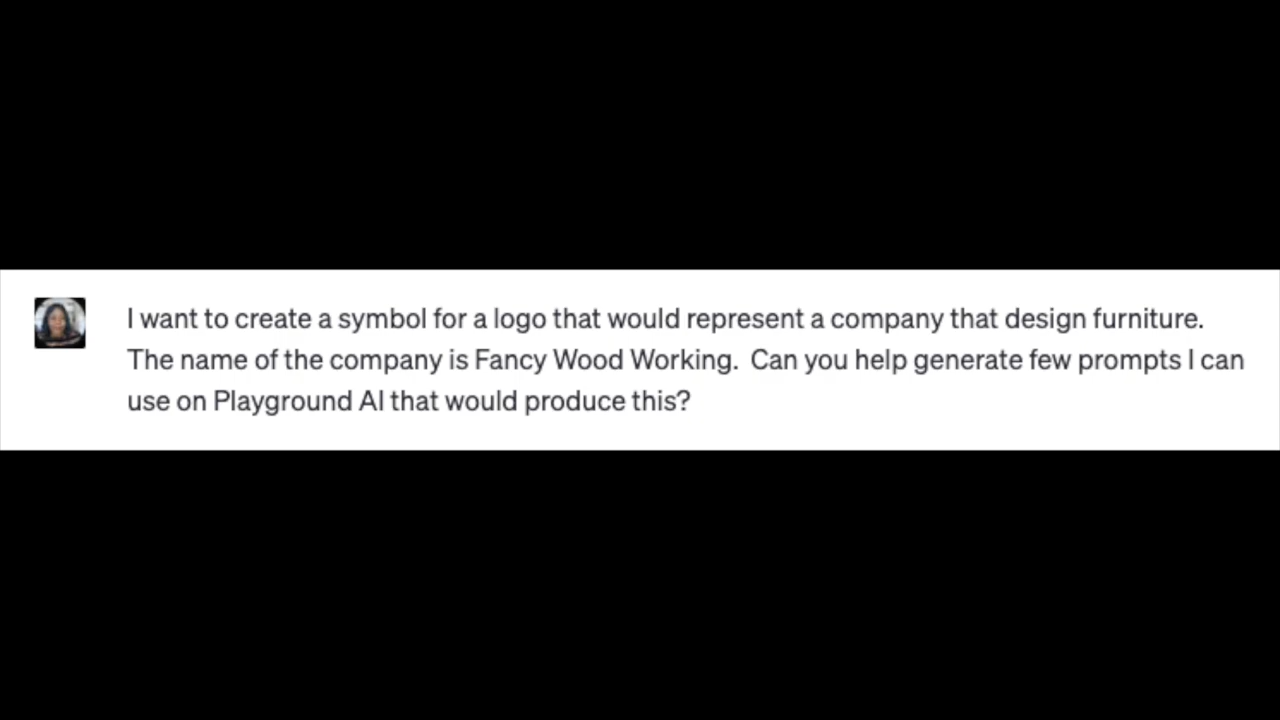 I want to create a symbol for a logo that would represent a company that design furniture.
The name of the company is Fancy Wood Working.  Can you help generate few prompts I can
use on Playground AI that would produce this?